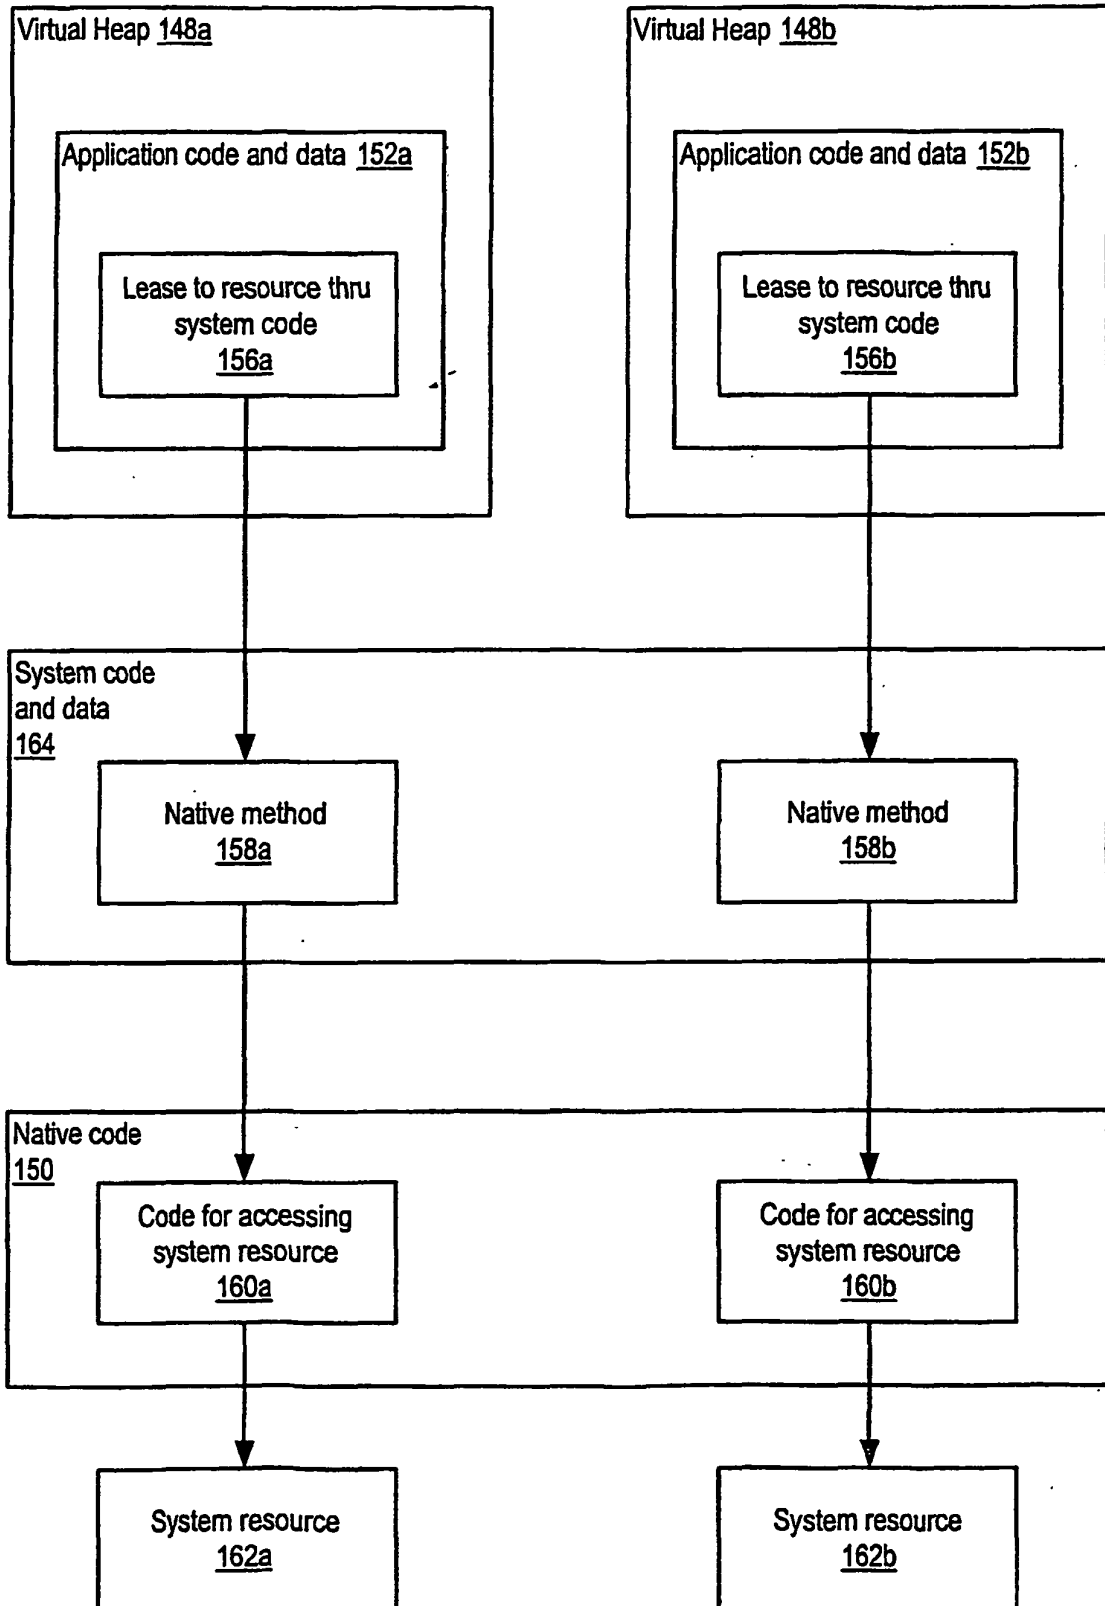 Virtual Heap 148a
Application code and data 152a
Lease to resource thru
system code
156a
Virtual Heap 148b
Application code and data 152b
Lease to resource thru
system code
156b
System code
and data
164
Native method
158a
Native method
158b
Native code
150
Code for accessing
system resource
160a
Code for accessing
system resource
160b
System resource
162a
System resource
162b